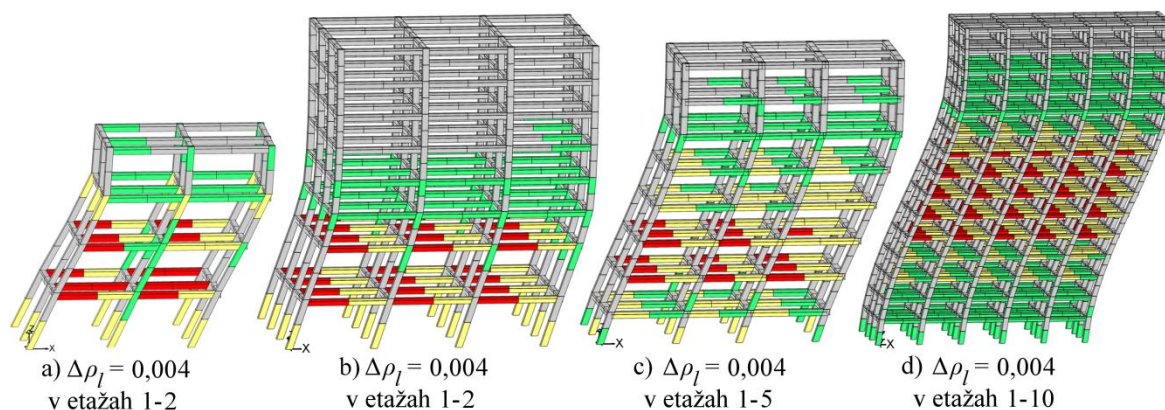 a) Δρₗ = 0,004
v etažah 1-2
b) Δρₗ = 0,004
v etažah 1-2
c) Δρₗ = 0,004
v etažah 1-5
d) Δρₗ = 0,004
v etažah 1-10
Z
X
X
X
Z
X